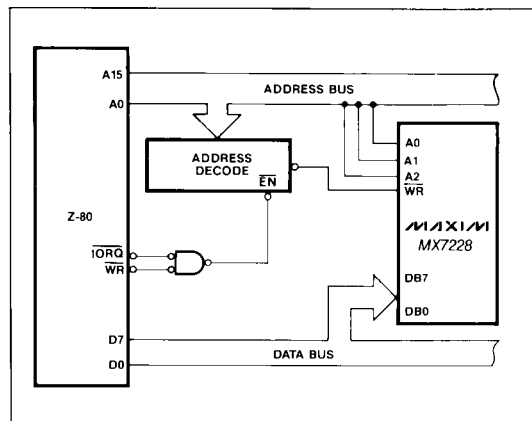 A15
ADDRESS BUS
A0
ADDRESS
DECODE
EN
Z-80
IORQ
WR
A0
A1
A2
WR
MAXIM
MX7228
DB7
DB0
D7
D0
DATA BUS